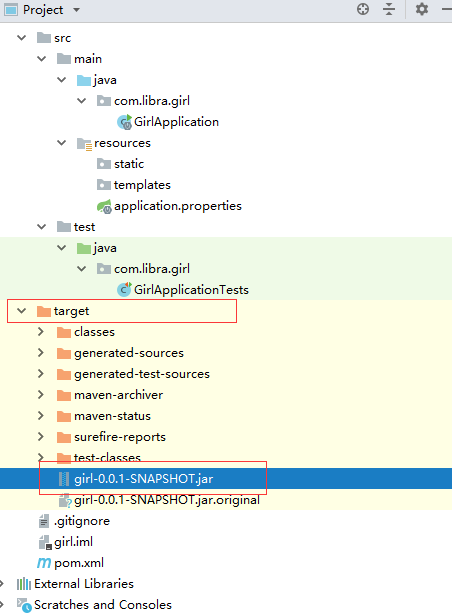 Project
src
main
java
com.libra.girl
GirlApplication
resources
static
templates
application.properties
test
java
com.libra.girl
GirlApplicationTests
target
classes
generated-sources
generated-test-sources
maven-archiver
maven-status
surefire-reports
test-classes
girl-0.0.1-SNAPSHOT.jar
girl-0.0.1-SNAPSHOT.jar.original
.gitignore
girl.iml
pom.xml
External Libraries
Scratches and Consoles